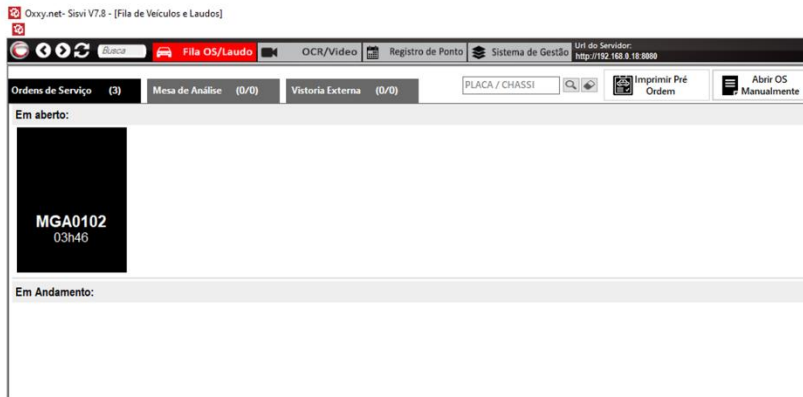 Oxxy.net- Sisvi V7.8 - [Fila de Veículos e Laudos]
Busca
Fila OS/Laudo
OCR/Video
Registro de Ponto
Sistema de Gestão
Url do Servidor:
http://192.168.0.18:8080
Ordens de Serviço (3)
Mesa de Análise (0/0)
Vistoria Externa (0/0)
PLACA / CHASSI
Imprimir Pré
Ordem
Abrir OS
Manualmente
Em aberto:
MGA0102
03h46
Em Andamento: